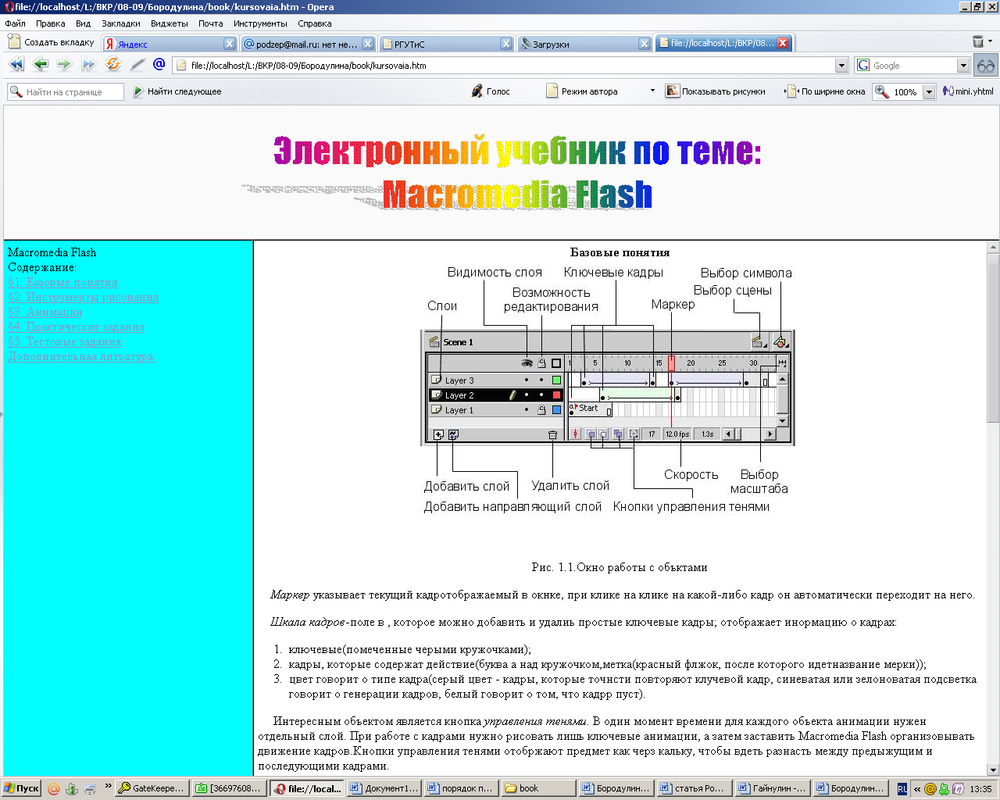 file://localhost/L:/ВКР/08-09/Бородулина/book/kursovaia.htm - Opera
Файл Правка Вид Закладки Виджеты Почта Инструменты Справка
Создать вкладку Яндекс podzep@mail.ru: нет не... РГУТиС Загрузки file://localhost/L:/ВКР/08...
file://localhost/L:/ВКР/08-09/Бородулина/book/kursovaia.htm Google
Найти на странице Найти следующее Голос Режим автора Показывать рисунки По ширине окна 100% mini.yhtml
Электронный учебник по теме:
Macromedia Flash
Macromedia Flash
Содержание:
§1. Базовые понятия
§2. Инструменты рисования
§3. Анимация
§4. Практические задания
§5. Тестовые задания
Дополнительная литратура
Базовые понятия
Видимость слоя Ключевые кадры Выбор символа
Возможность редактирования Выбор сцены
Слои Маркер
Scene 1
1 5 10 15 20 25 30
Layer 3
Layer 2
Layer 1 Start
17 12.0 fps 1.3s
Добавить слой Удалить слой Скорость Выбор масштаба
Добавить направляющий слой Кнопки управления тенями
Рис. 1.1.Окно работы с объктами
Маркер указывает текущий кадротображаемый в окнке, при клике на клике на какой-либо кадр он автоматически переходит на него.
Шкала кадров-поле в , которое можно добавить и удалиь простые ключевые кадры; отображает инормацию о кадрах:
1. ключевые(помеченные черыми кружочками);
2. кадры, которые содержат действие(буква а над кружочком,метка(красный флжок, после которого идетназвание мерки));
3. цвет говорит о типе кадра(серый цвет - кадры, которые точнсти повторяют клучевой кадр, синеватая или зелоноватая подсветка
говорит о генерации кадров, белый говорит о том, что кадрр пуст).
Интересным объектом является кнопка управления тенями. В один момент времени для каждого объекта анимации нужен
отдельный слой. При работе с кадрами нужно рисовать лишь ключевые анимации, а затем заставить Macromedia Flash организовывать
движение кадров.Кнопки управления тенями отобржают предмет как черз кальку, чтобы вдеть разнасть между предыжущим и
последующими кадрами.
Пуск GateKeepe... [36697608... file://local... Документ1... порядок п... book Бородулин... статья Ро... Гайнулин -... Бородулин... RU 13:35